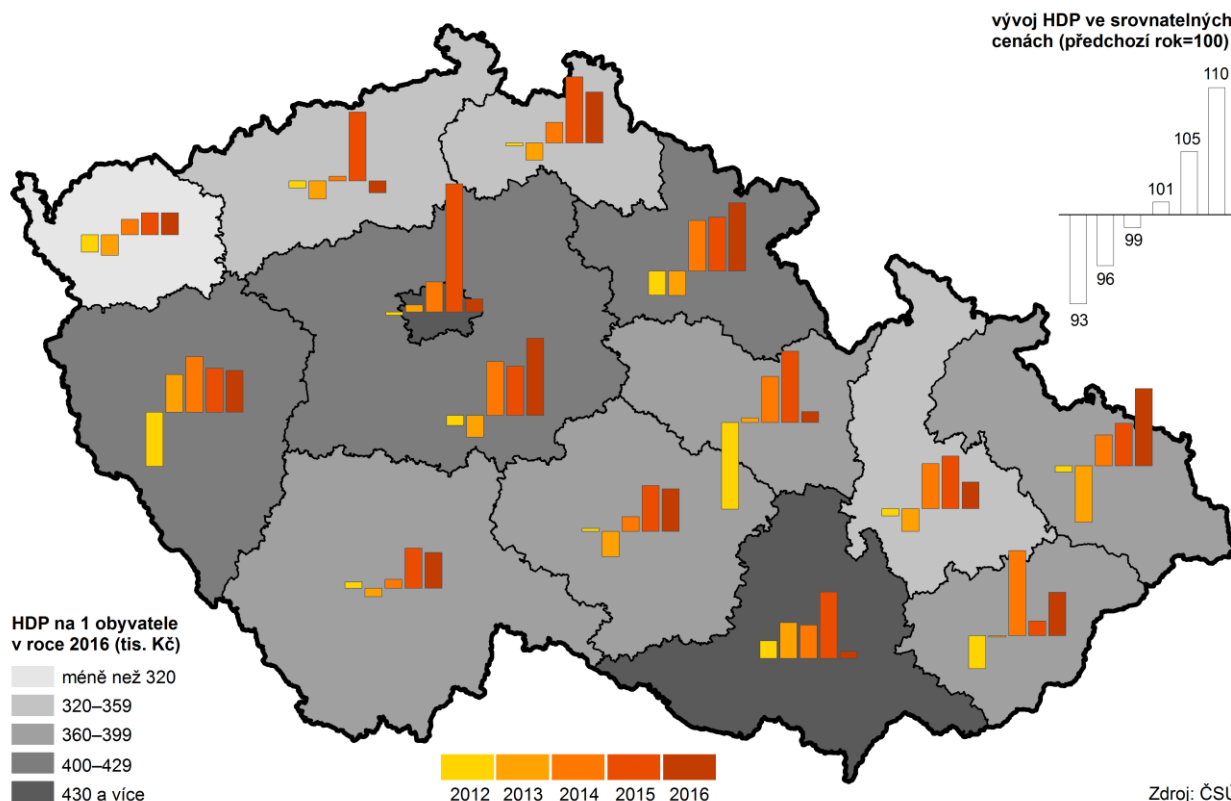 vývoj HDP ve srovnatelných
cenách (předchozí rok=100)
110
105
101
99
96
93
HDP na 1 obyvatele
v roce 2016 (tis. Kč)
méně než 320
320–359
360–399
400–429
430 a více
2012 2013 2014 2015 2016
Zdroj: ČSÚ